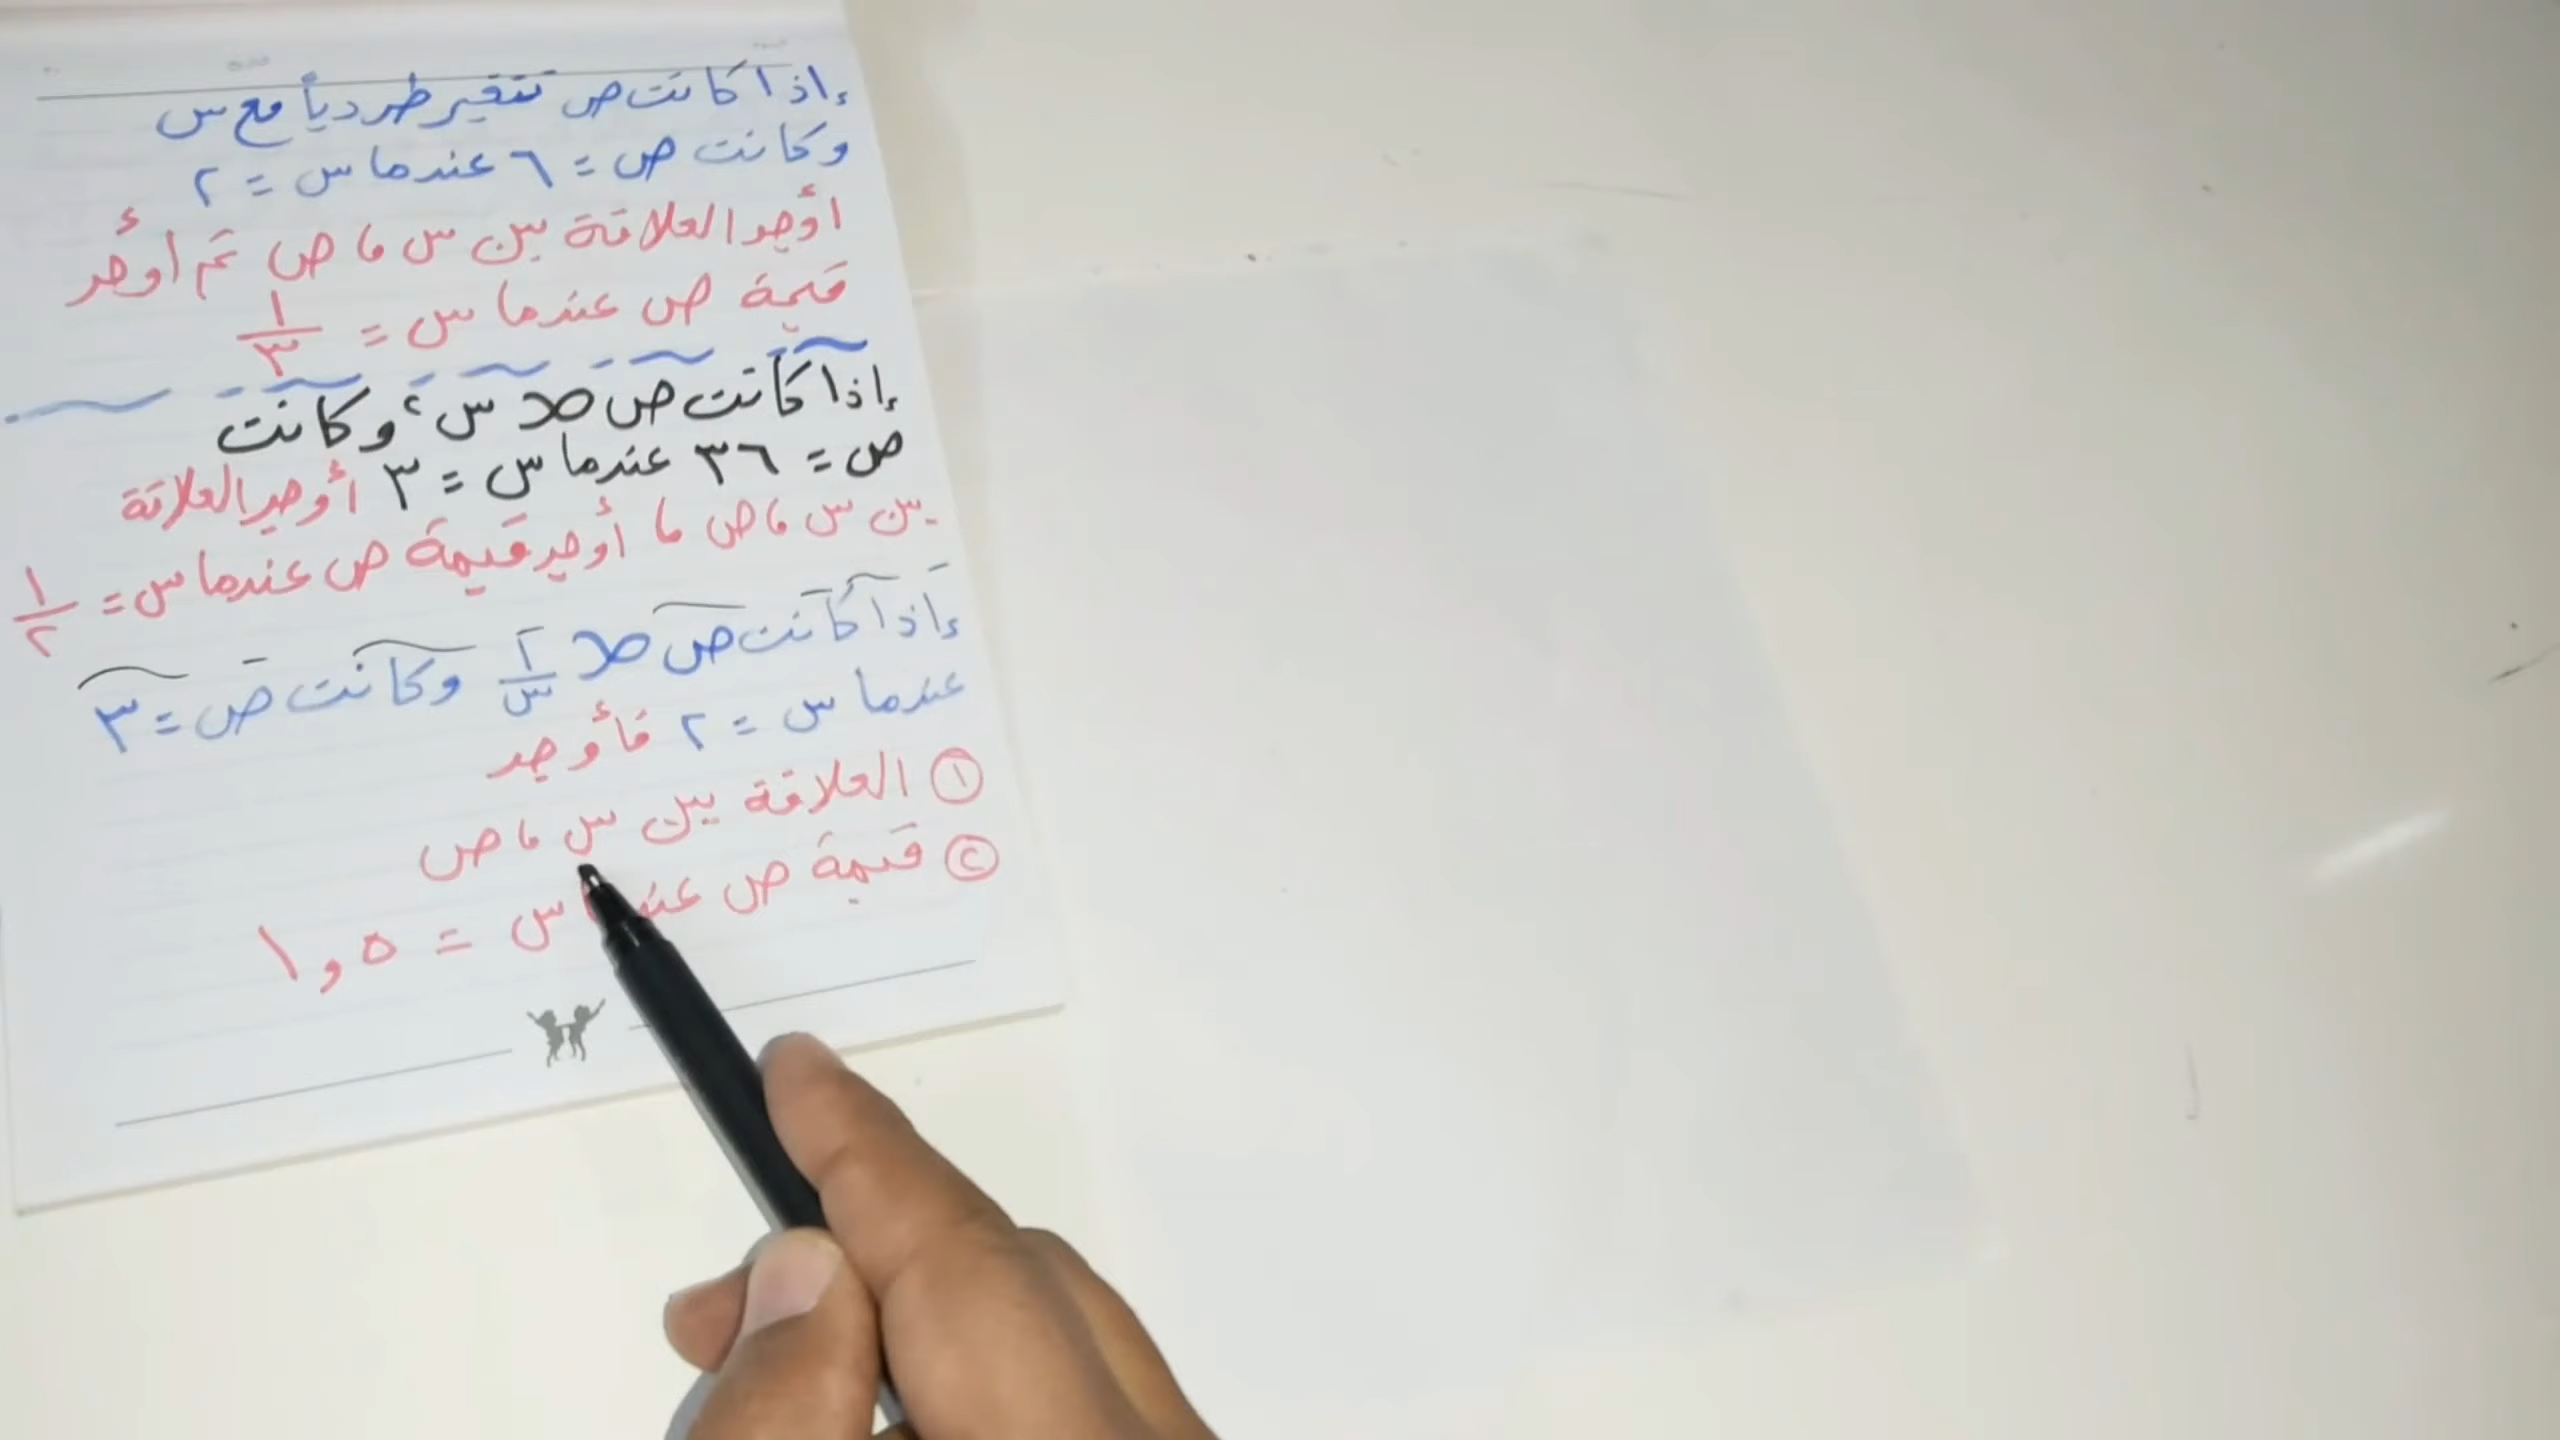 إذا كانت ص تتغير طردياً مع س
وكانت ص = ٦ عندما س = ٢
أوجد العلاقة بين س ، ص ثم أوجد
قيمة ص عندما س = ١/٣
إذا كانت ص ∝ س ، وكانت
ص = ٣٦ عندما س = ٣ أوجد العلاقة
بين س ، ص ، أوجد قيمة ص عندما س = ١/٢
إذا كانت ص ∝ ١/س وكانت ص = ٣
عندما س = ٢ فأوجد
① العلاقة بين س ، ص
② قيمة ص عندما س = ١,٥